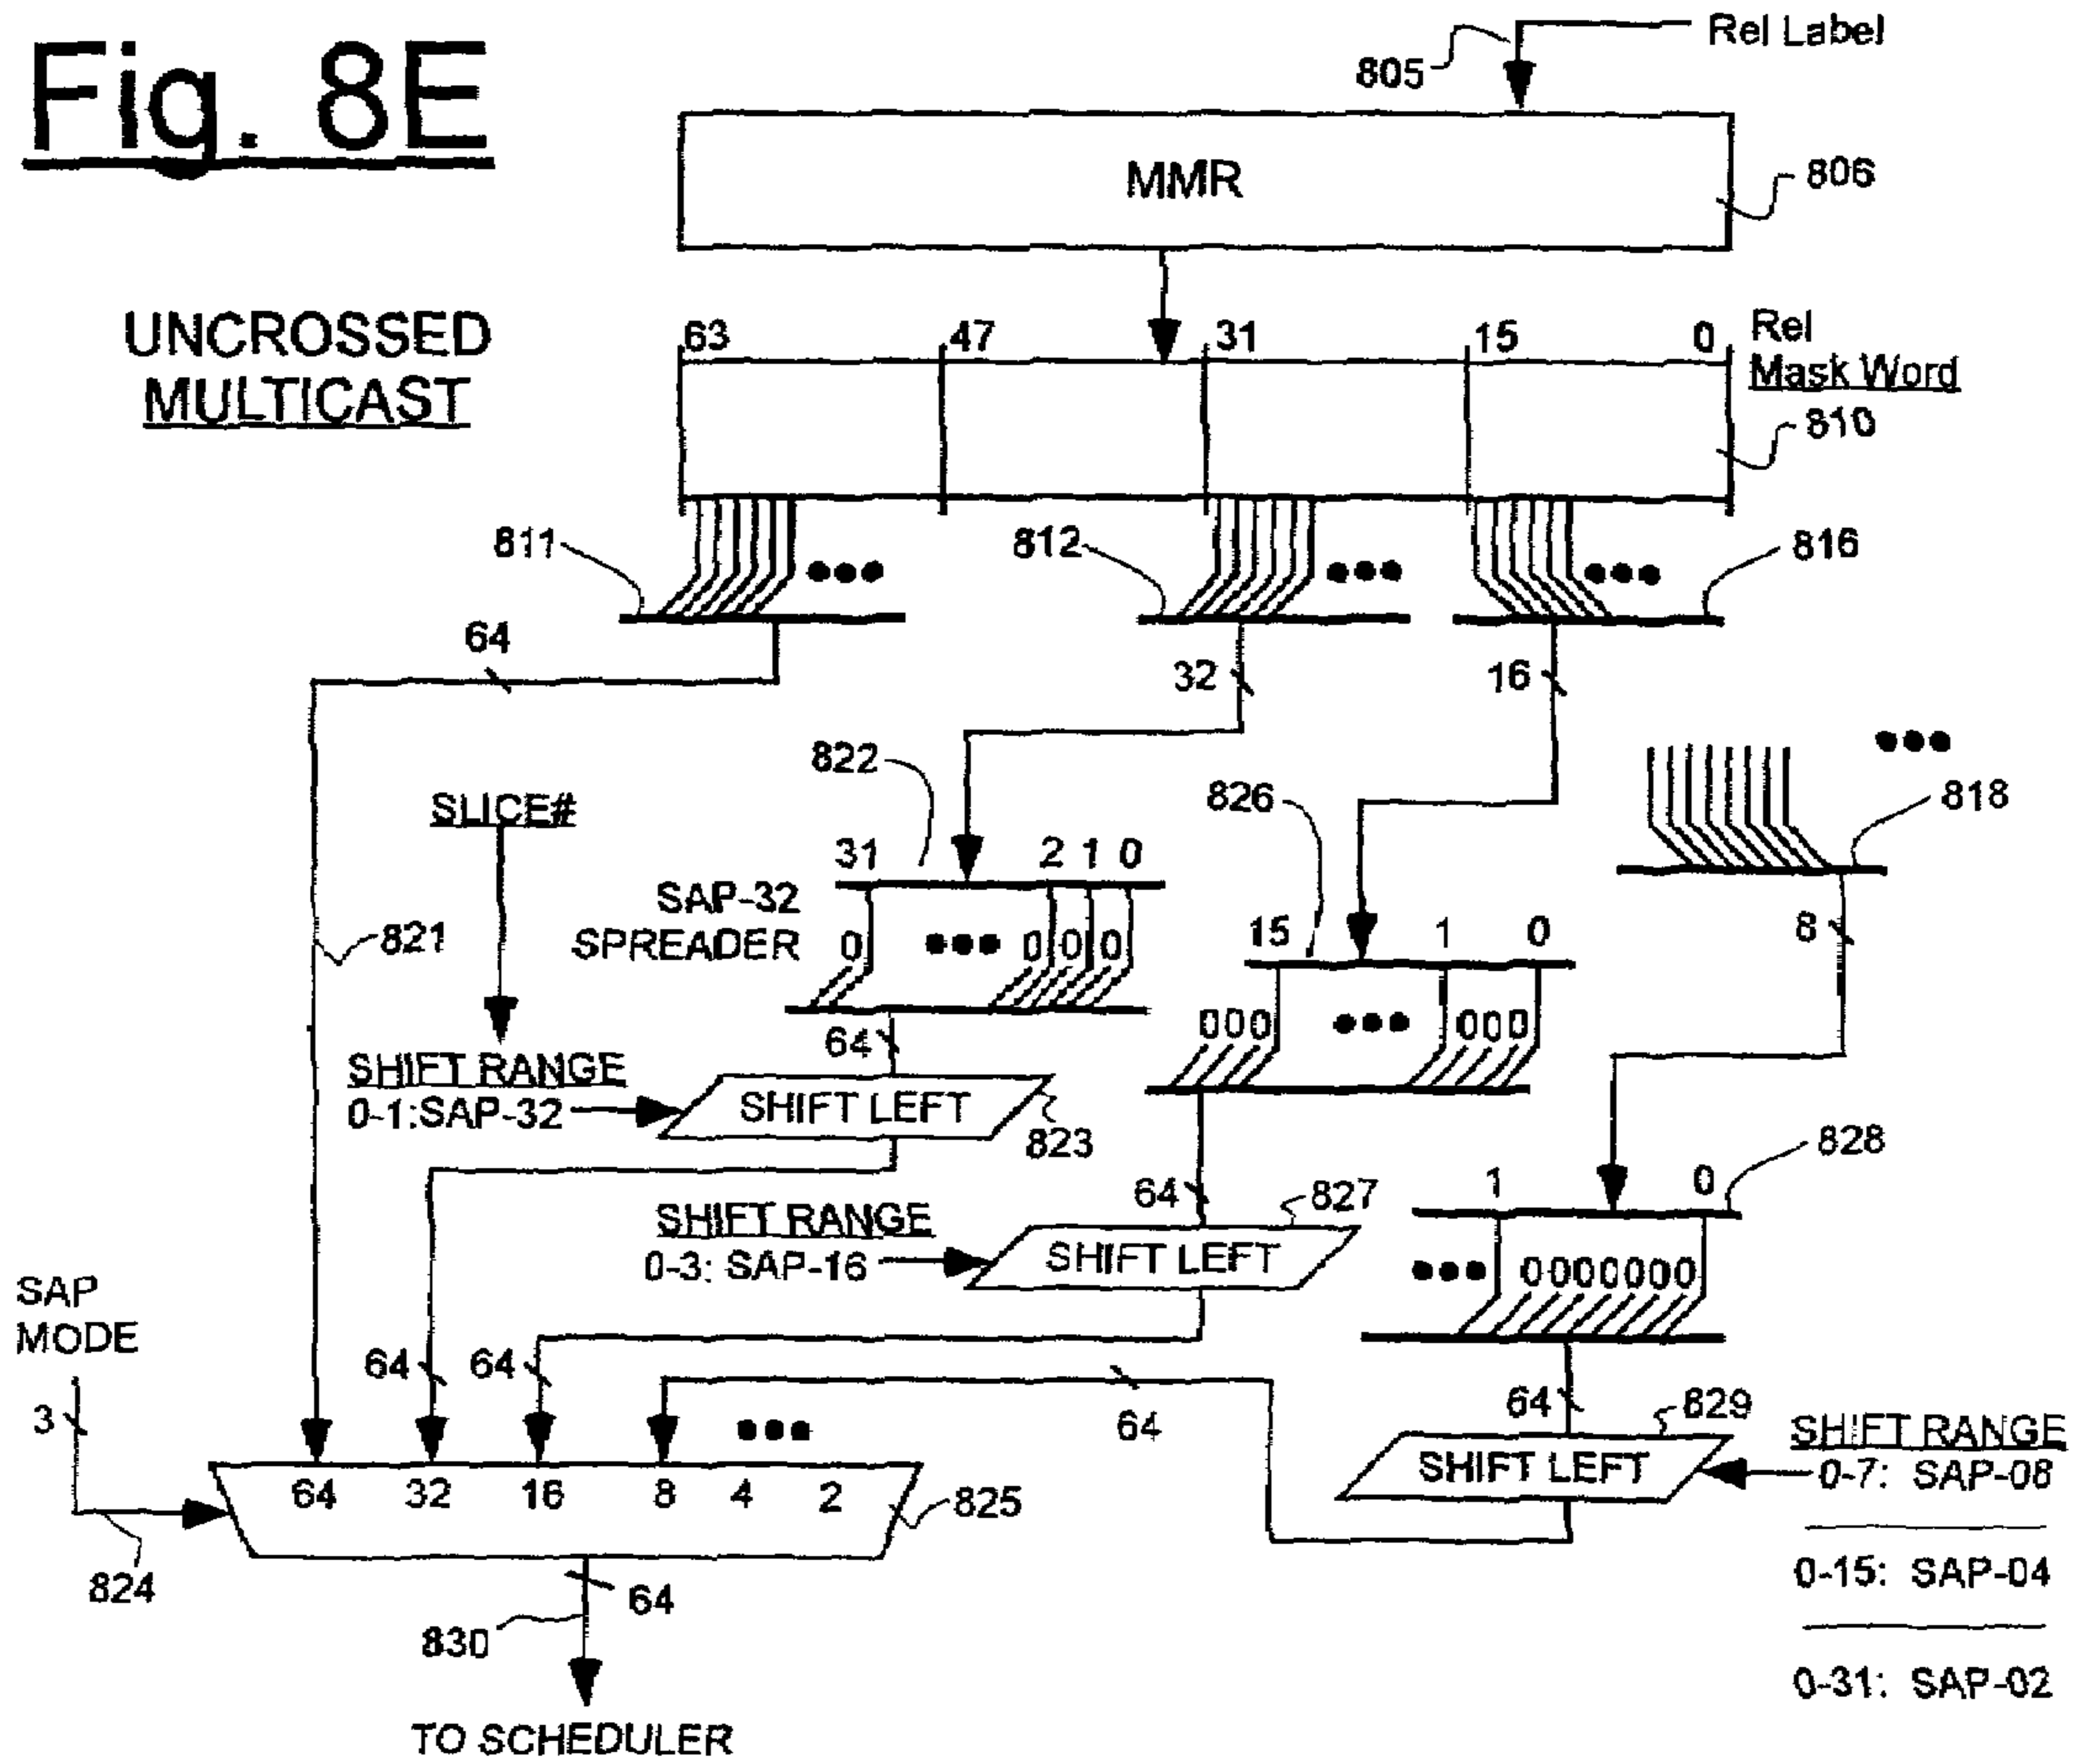 Fig. 8E
Rel Label
805
MMR
806
UNCROSSED
MULTICAST
63 47 31 15 0
Rel
Mask Word
810
811
812
816
64
32
16
822
826
818
SLICE#
31 2 1 0
SAP-32
SPREADER
0 0 0 0
821
15 1 0
8
000 000
64
SHIFT RANGE
0-1:SAP-32
SHIFT LEFT
823
828
1 0
64
827
SHIFT RANGE
0-3: SAP-16
SHIFT LEFT
0000000
SAP
MODE
3
64
64
64
64
829
SHIFT LEFT
SHIFT RANGE
0-7: SAP-08
0-15: SAP-04
0-31: SAP-02
64 32 16 8 4 2
825
824
64
830
TO SCHEDULER